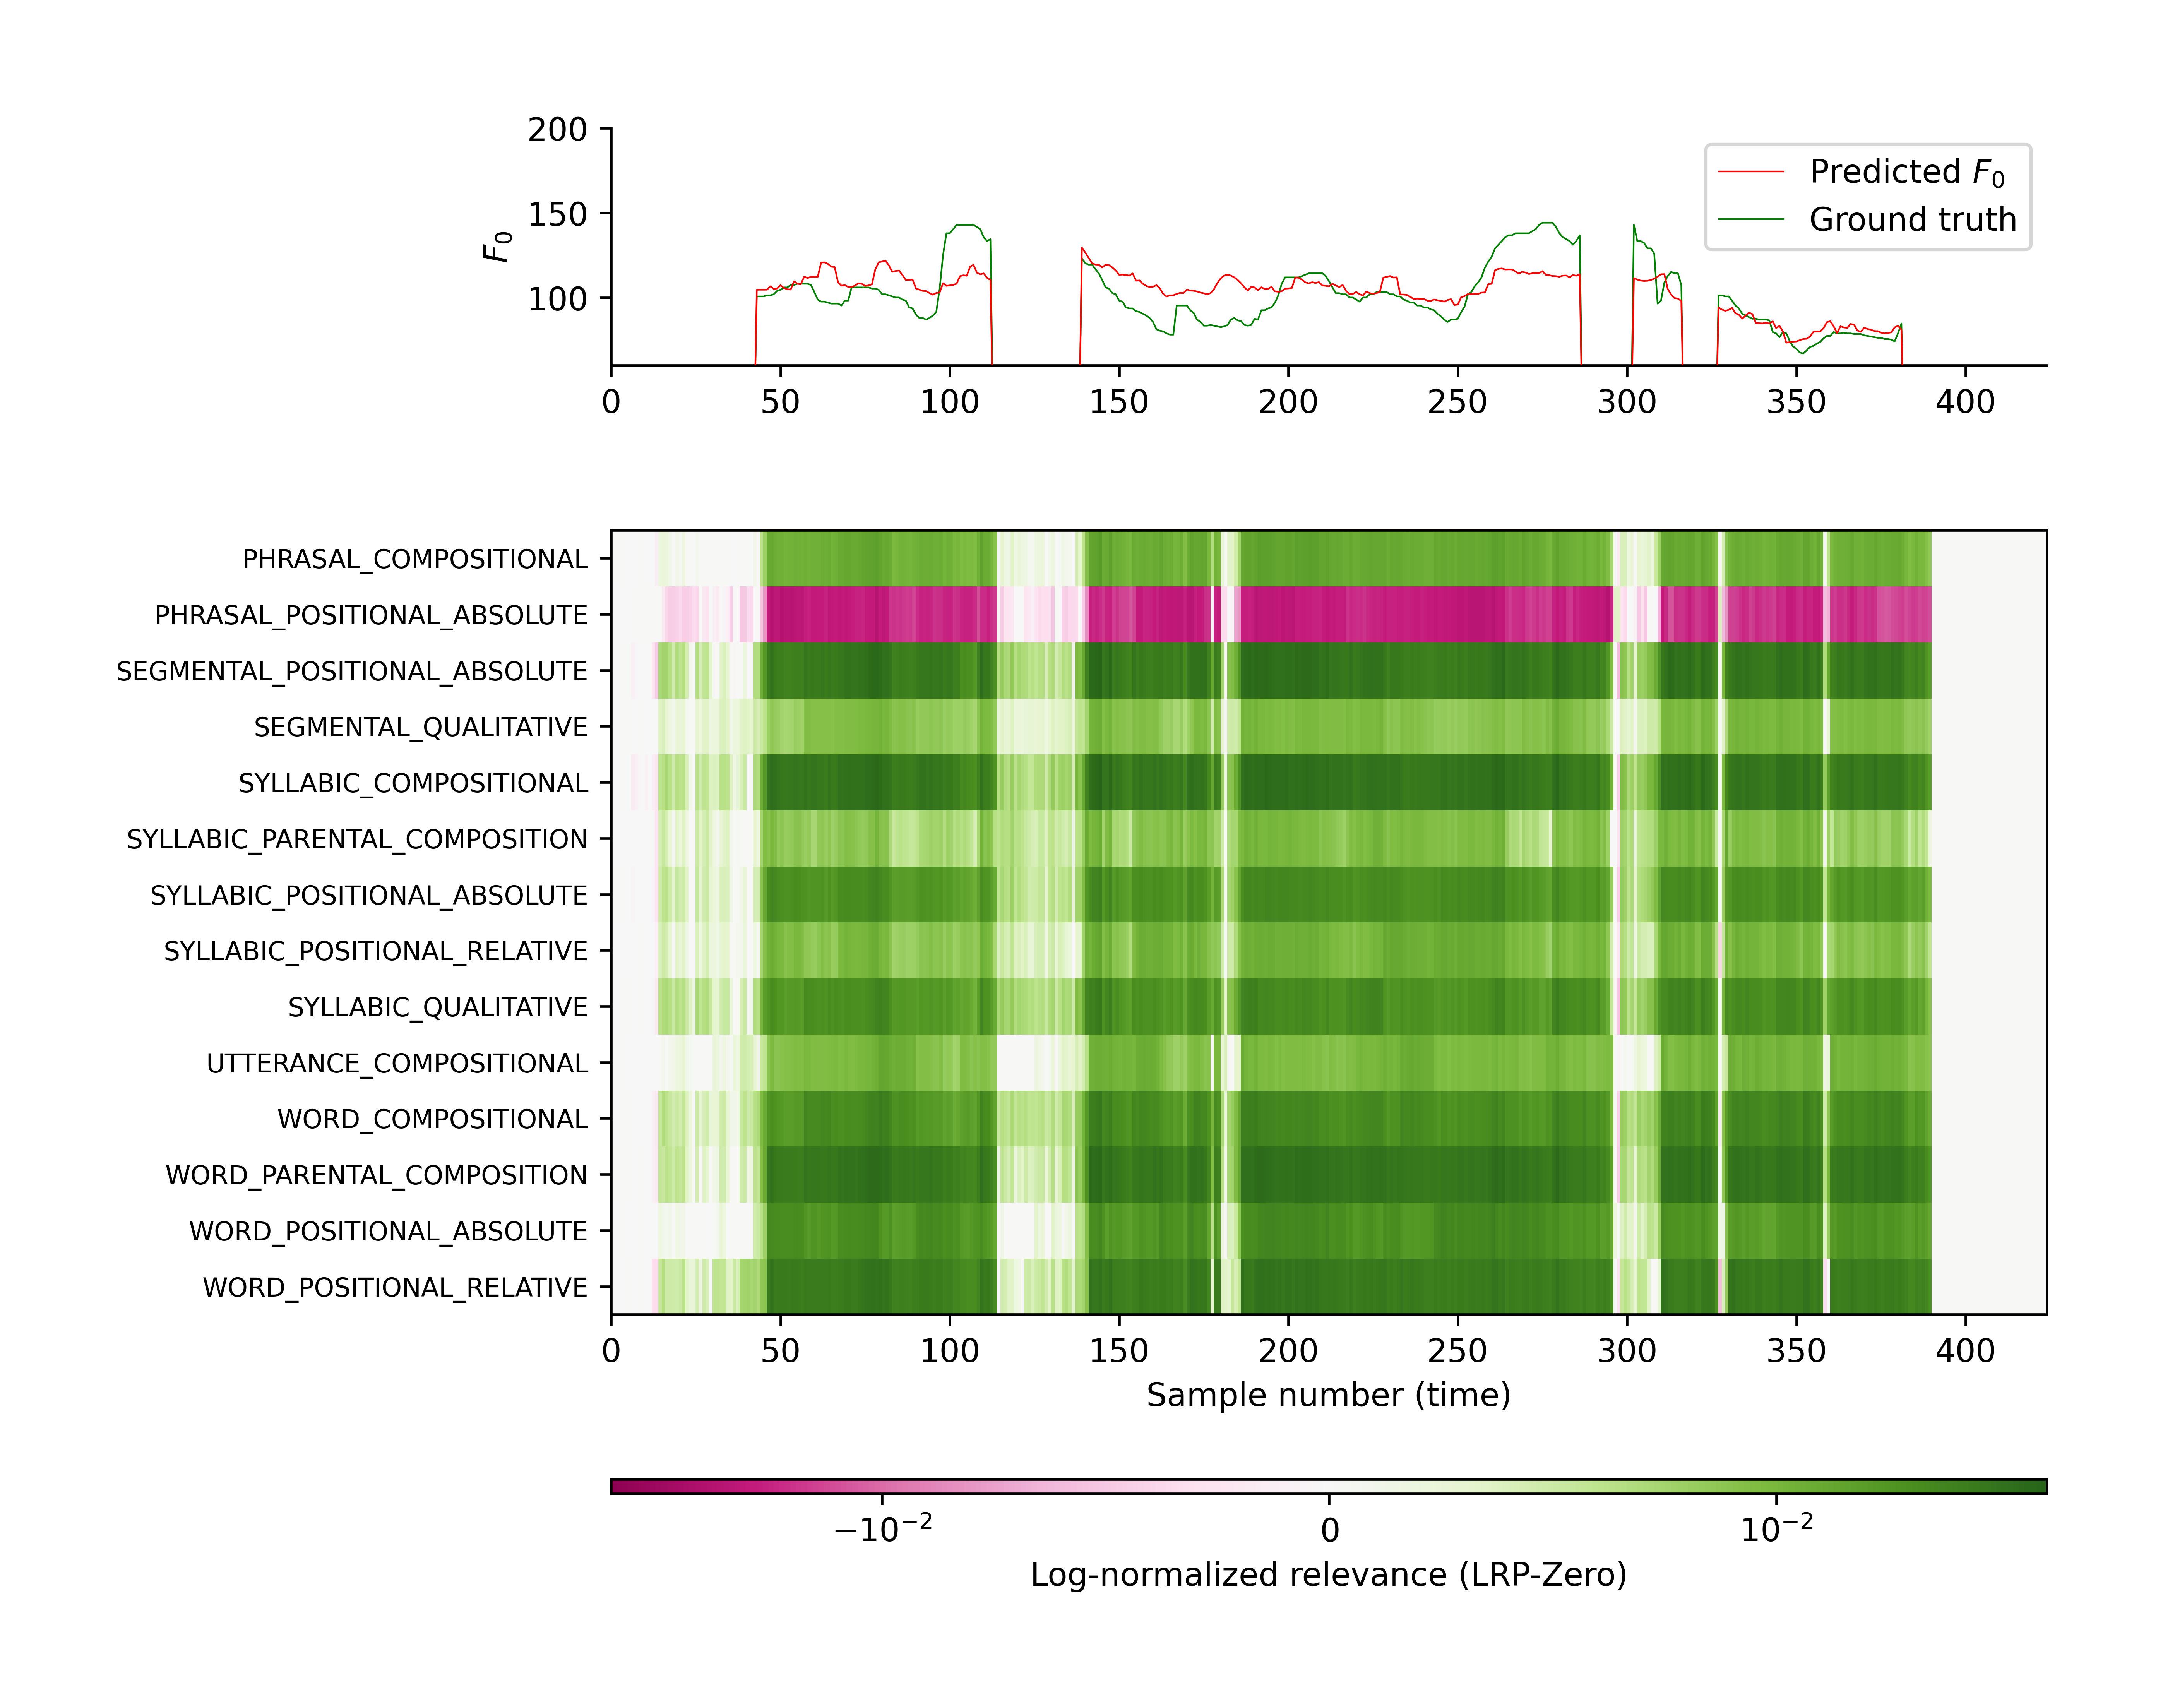 200
150
100
F₀
Predicted F₀
Ground truth
0 50 100 150 200 250 300 350 400
PHRASAL_COMPOSITIONAL
PHRASAL_POSITIONAL_ABSOLUTE
SEGMENTAL_POSITIONAL_ABSOLUTE
SEGMENTAL_QUALITATIVE
SYLLABIC_COMPOSITIONAL
SYLLABIC_PARENTAL_COMPOSITION
SYLLABIC_POSITIONAL_ABSOLUTE
SYLLABIC_POSITIONAL_RELATIVE
SYLLABIC_QUALITATIVE
UTTERANCE_COMPOSITIONAL
WORD_COMPOSITIONAL
WORD_PARENTAL_COMPOSITION
WORD_POSITIONAL_ABSOLUTE
WORD_POSITIONAL_RELATIVE
0 50 100 150 200 250 300 350 400
Sample number (time)
−10⁻² 0 10⁻²
Log-normalized relevance (LRP-Zero)